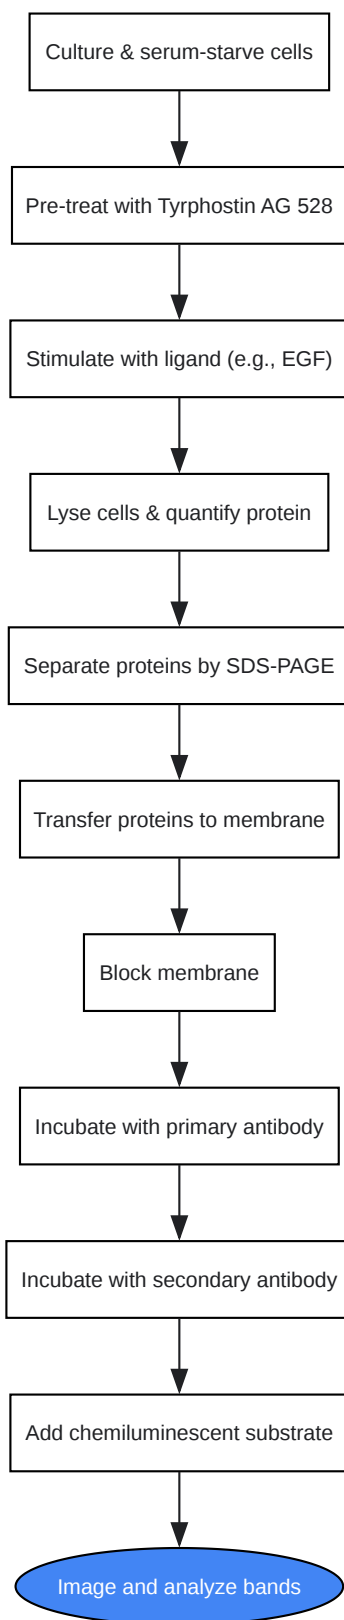 Culture & serum-starve cells
Pre-treat with Tyrphostin AG 528
Stimulate with ligand (e.g., EGF)
Lyse cells & quantify protein
Separate proteins by SDS-PAGE
Transfer proteins to membrane
Block membrane
Incubate with primary antibody
Incubate with secondary antibody
Add chemiluminescent substrate
Image and analyze bands